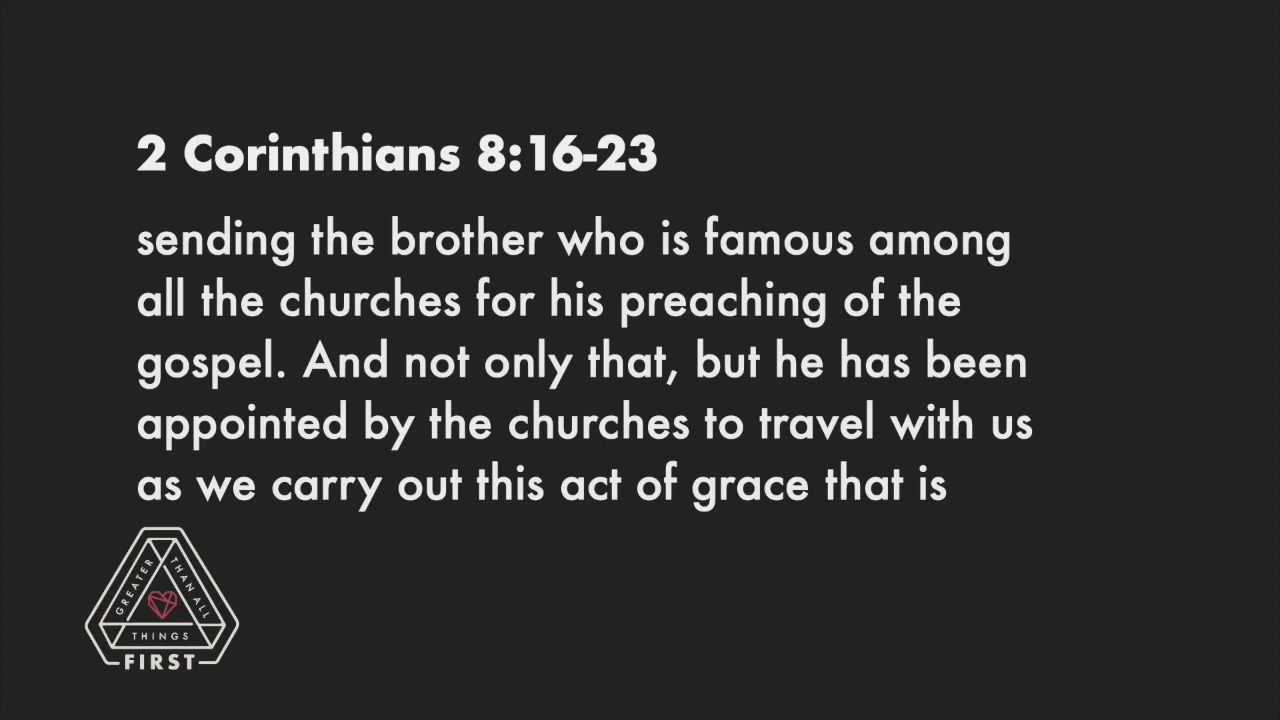 2 Corinthians 8:16-23
sending the brother who is famous among
all the churches for his preaching of the
gospel. And not only that, but he has been
appointed by the churches to travel with us
as we carry out this act of grace that is
GREATER
THAN ALL
THINGS
FIRST